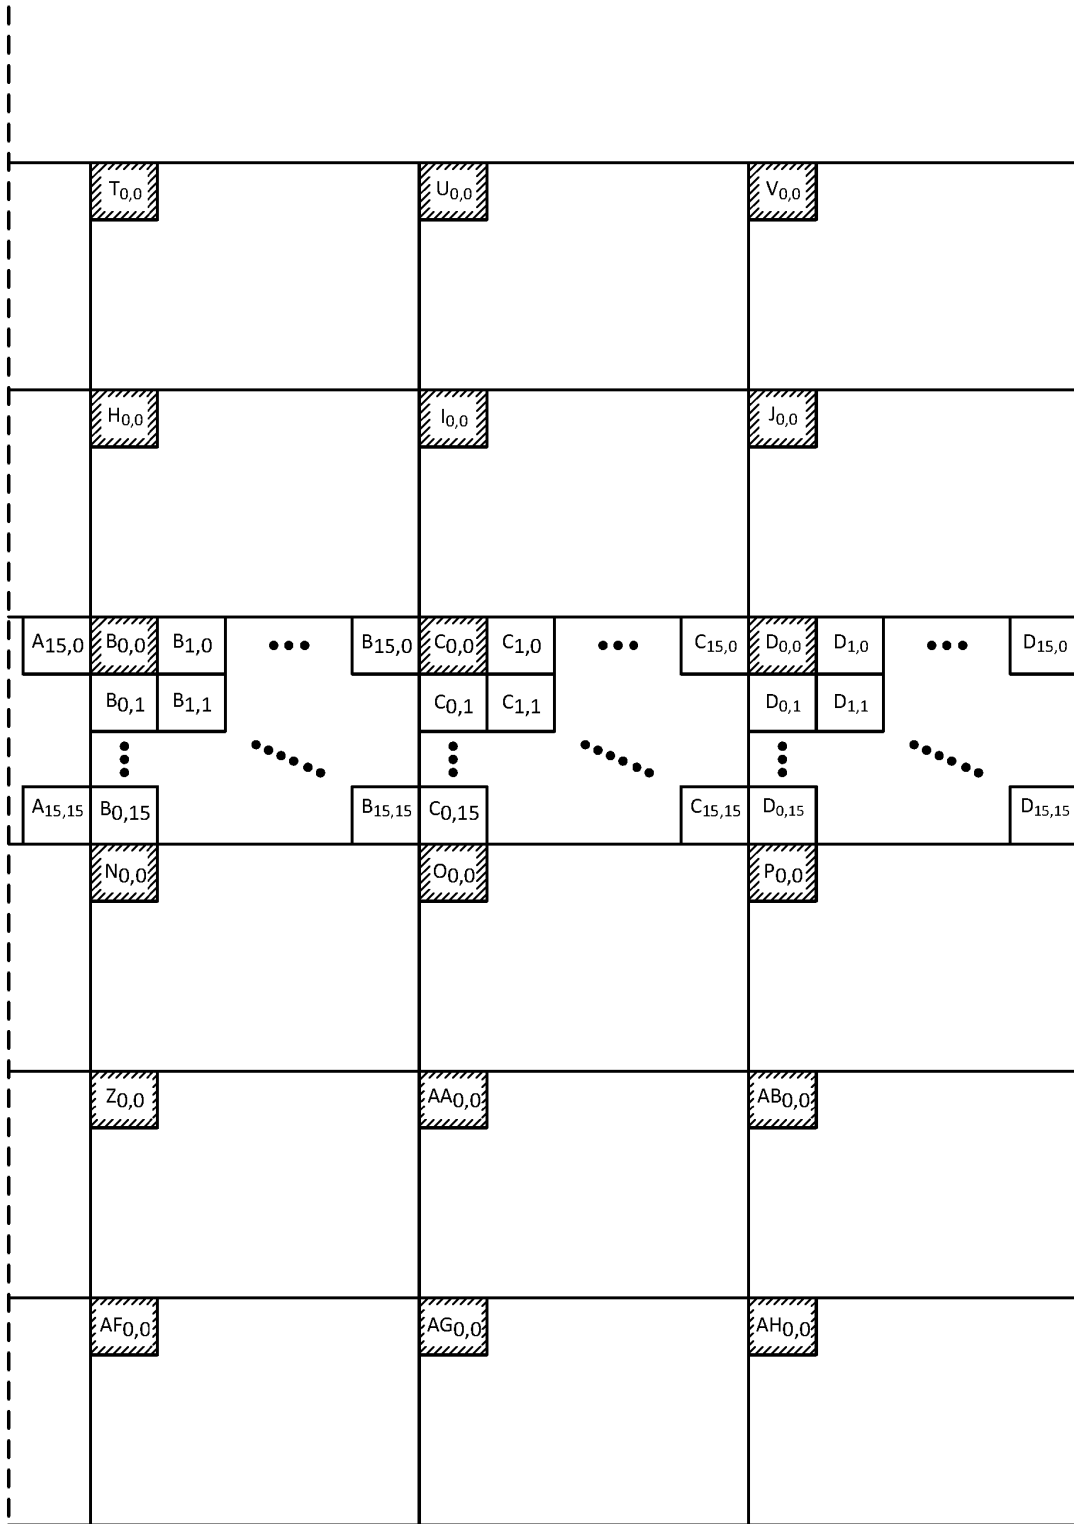 T0,0 U0,0 V0,0
H0,0 I0,0 J0,0
A15,0 B0,0 B1,0 ••• B15,0 C0,0 C1,0 ••• C15,0 D0,0 D1,0 ••• D15,0
B0,1 B1,1 C0,1 C1,1 D0,1 D1,1
A15,15 B0,15 B15,15 C0,15 C15,15 D0,15 D15,15
N0,0 O0,0 P0,0
Z0,0 AA0,0 AB0,0
AF0,0 AG0,0 AH0,0